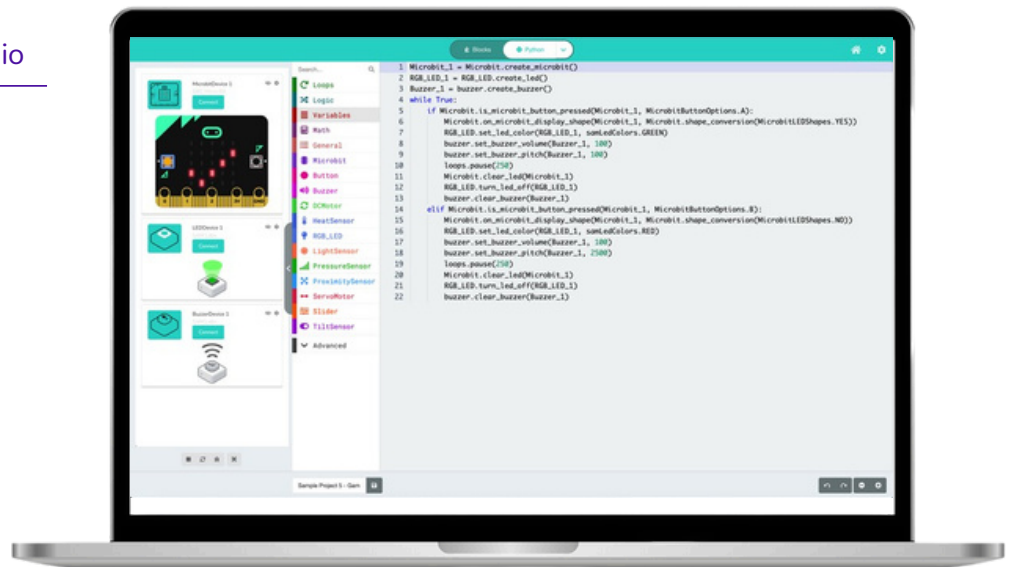 io
Blocks
Python
MicrobitDevice 1
Connect
LEDDevice 1
Connect
BuzzerDevice 1
Connect
Search...
Loops
Logic
Variables
Math
General
Microbit
Button
Buzzer
DCMotor
HeatSensor
RGB_LED
LightSensor
PressureSensor
ProximitySensor
ServoMotor
Slider
TiltSensor
Advanced
1 Microbit_1 = Microbit.create_microbit()
2 RGB_LED_1 = RGB_LED.create_led()
3 Buzzer_1 = buzzer.create_buzzer()
4 while True:
5 if Microbit.is_microbit_button_pressed(Microbit_1, MicrobitButtonOptions.A):
6 Microbit.on_microbit_display_shape(Microbit_1, Microbit.shape_conversion(MicrobitLEDShapes.YES))
7 RGB_LED.set_led_color(RGB_LED_1, samLedColors.GREEN)
8 buzzer.set_buzzer_volume(Buzzer_1, 100)
9 buzzer.set_buzzer_pitch(Buzzer_1, 100)
10 loops.pause(250)
11 Microbit.clear_led(Microbit_1)
12 RGB_LED.turn_led_off(RGB_LED_1)
13 buzzer.clear_buzzer(Buzzer_1)
14 elif Microbit.is_microbit_button_pressed(Microbit_1, MicrobitButtonOptions.B):
15 Microbit.on_microbit_display_shape(Microbit_1, Microbit.shape_conversion(MicrobitLEDShapes.NO))
16 RGB_LED.set_led_color(RGB_LED_1, samLedColors.RED)
17 buzzer.set_buzzer_volume(Buzzer_1, 100)
18 buzzer.set_buzzer_pitch(Buzzer_1, 2500)
19 loops.pause(250)
20 Microbit.clear_led(Microbit_1)
21 RGB_LED.turn_led_off(RGB_LED_1)
22 buzzer.clear_buzzer(Buzzer_1)
Sample Project 5 - Gam